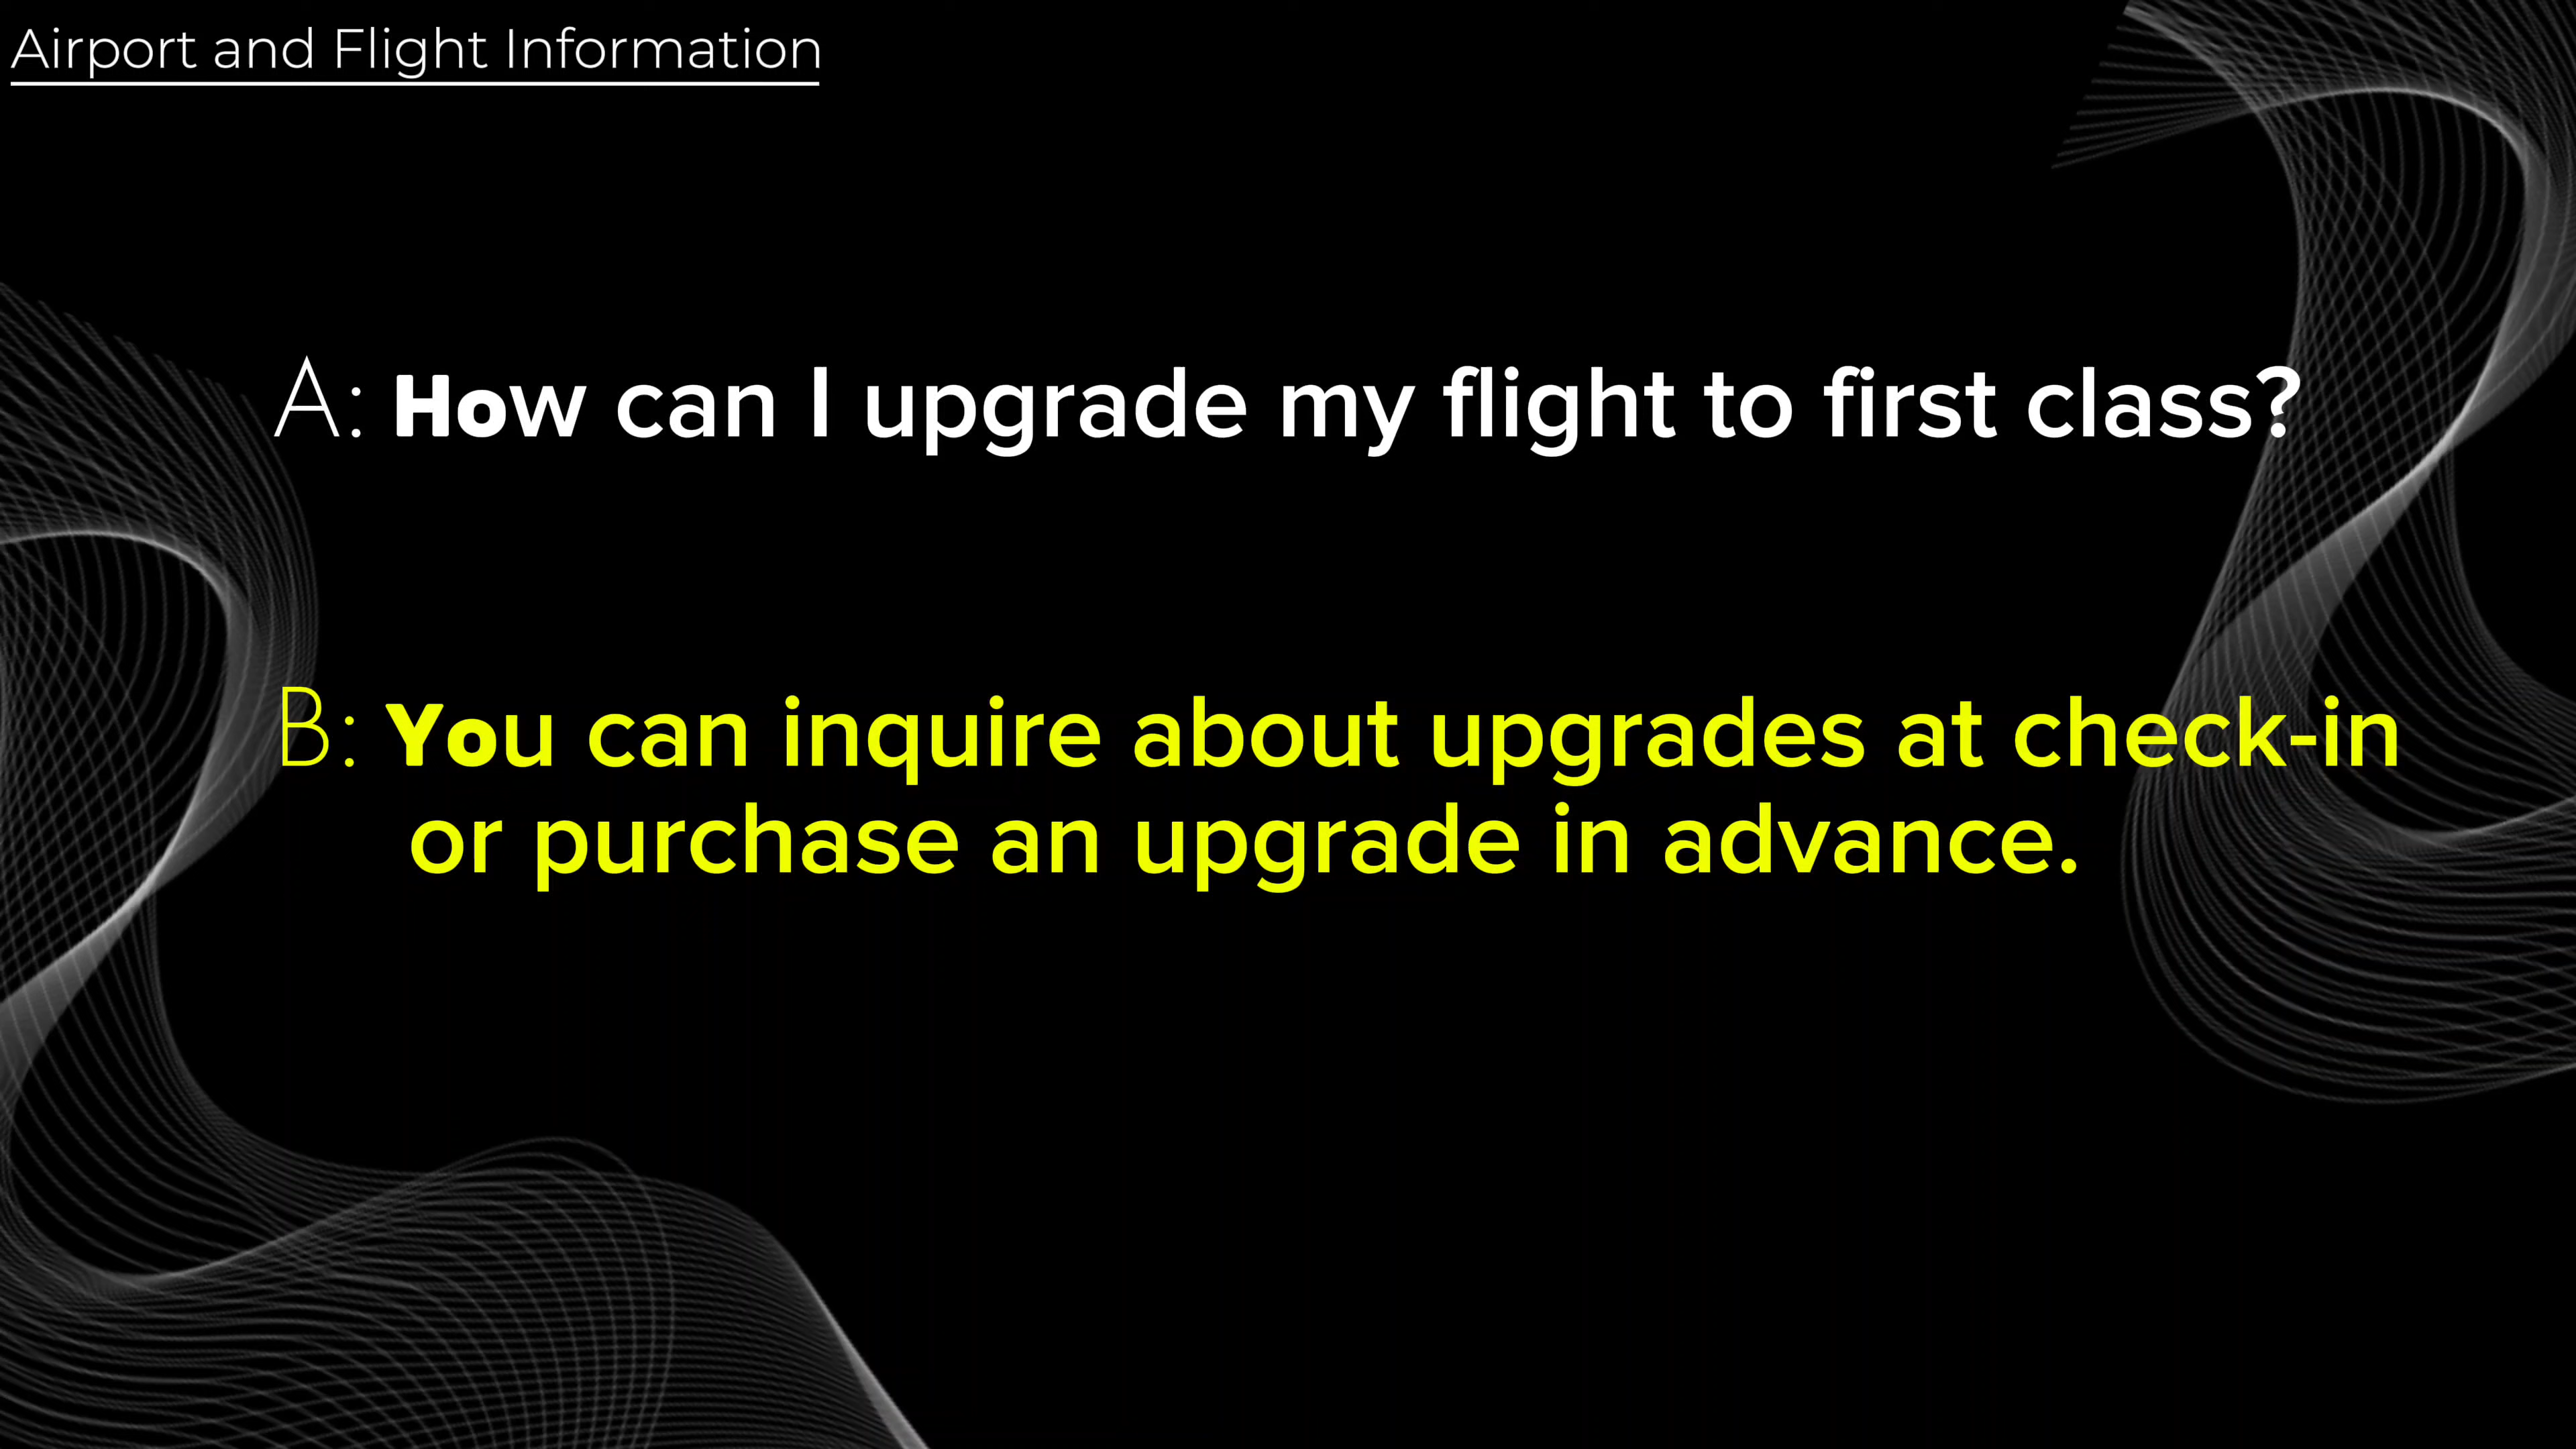 Airport and Flight Information
A: How can I upgrade my flight to first class?
B: You can inquire about upgrades at check-in
or purchase an upgrade in advance.